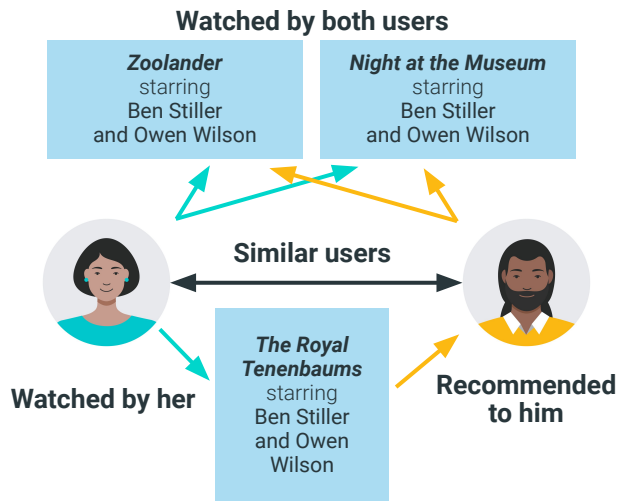 Watched by both users
Zoolander
starring
Ben Stiller
and Owen Wilson
Night at the Museum
starring
Ben Stiller
and Owen Wilson
Similar users
Watched by her
The Royal
Tenenbaums
starring
Ben Stiller
and Owen
Wilson
Recommended
to him